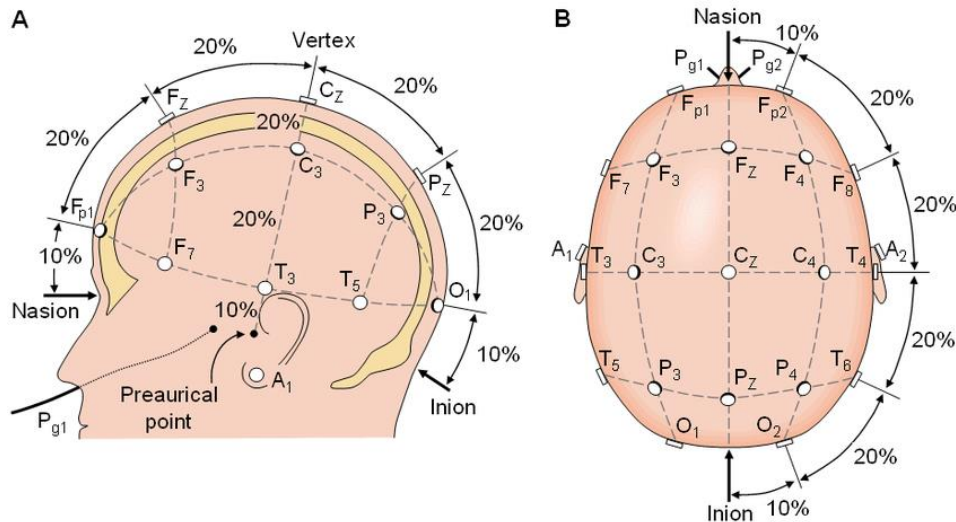 A
20%
Vertex
20%
FZ
CZ
20%
20%
F3
C3
PZ
Fp1
20%
P3
20%
10%
F7
T3
T5
O1
Nasion
10%
10%
A1
Preaurical
point
Inion
Pg1
B
Nasion
10%
Pg1
Pg2
Fp1
Fp2
20%
F7
F3
FZ
F4
F8
20%
A1
T3
C3
CZ
C4
T4
A2
20%
T5
P3
PZ
P4
T6
O1
O2
20%
Inion
10%